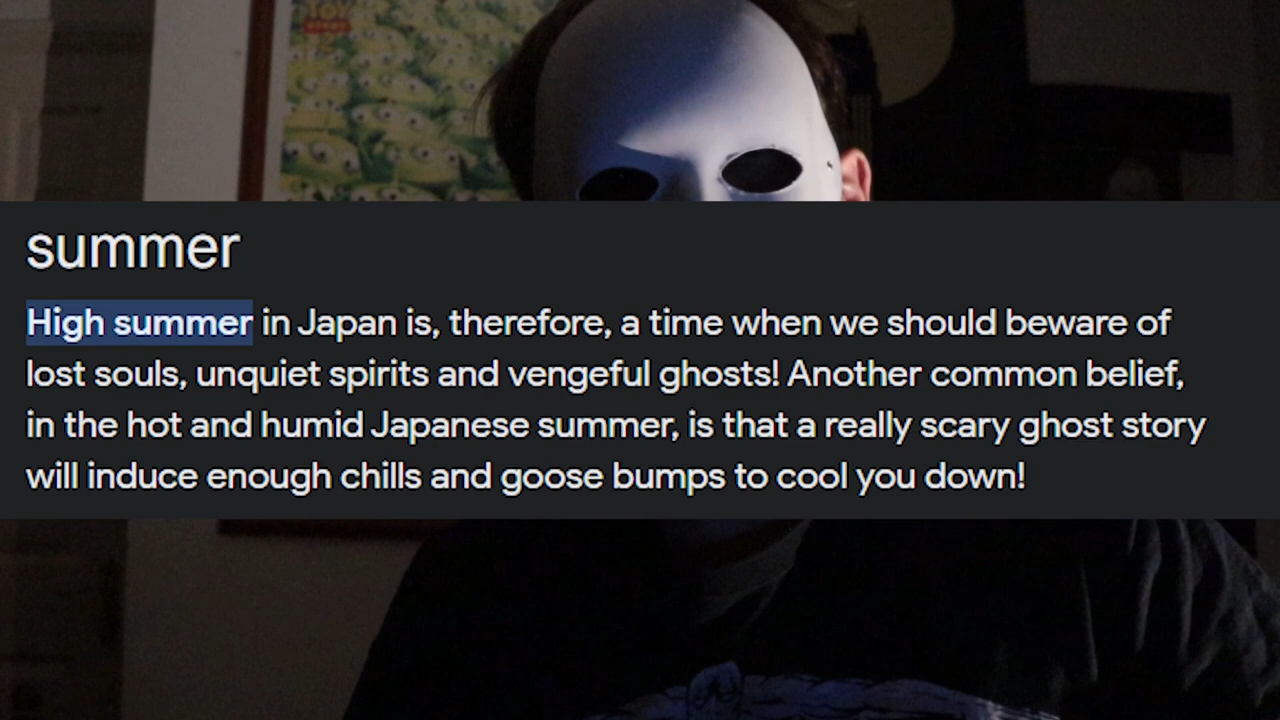 TOY
summer
High summer in Japan is, therefore, a time when we should beware of
lost souls, unquiet spirits and vengeful ghosts! Another common belief,
in the hot and humid Japanese summer, is that a really scary ghost story
will induce enough chills and goose bumps to cool you down!